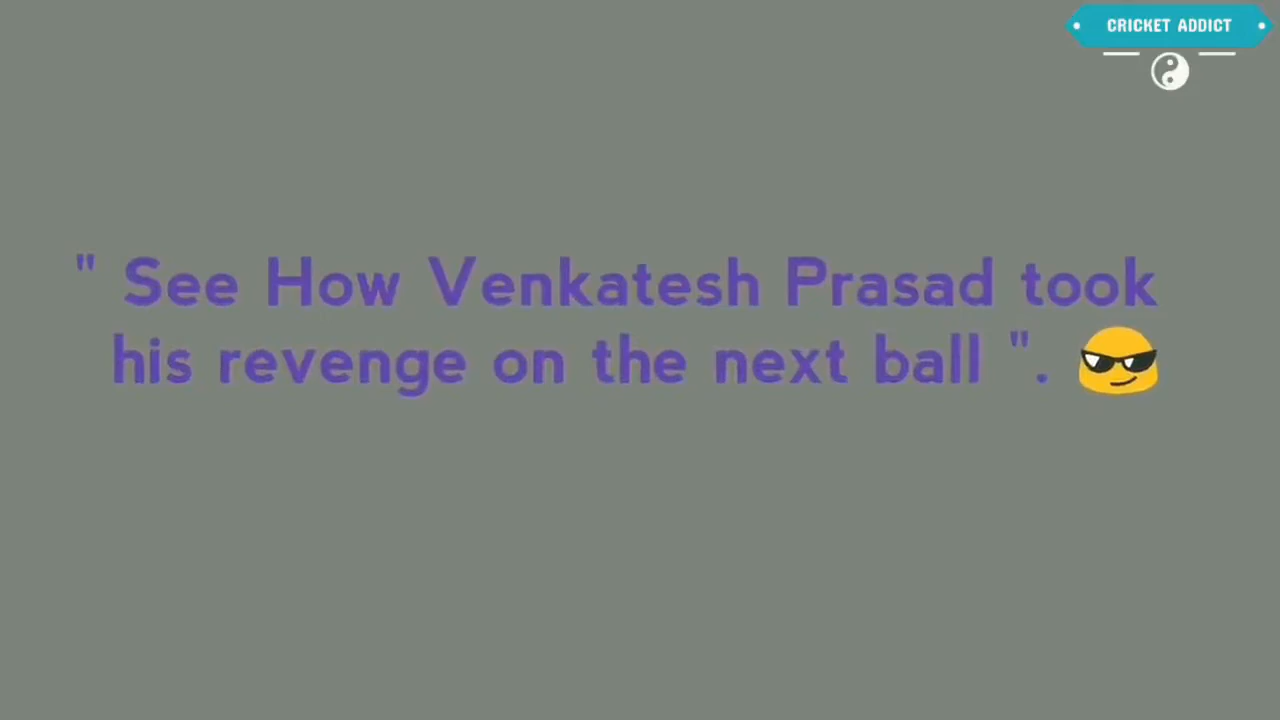 CRICKET ADDICT
" See How Venkatesh Prasad took
his revenge on the next ball ". 😎